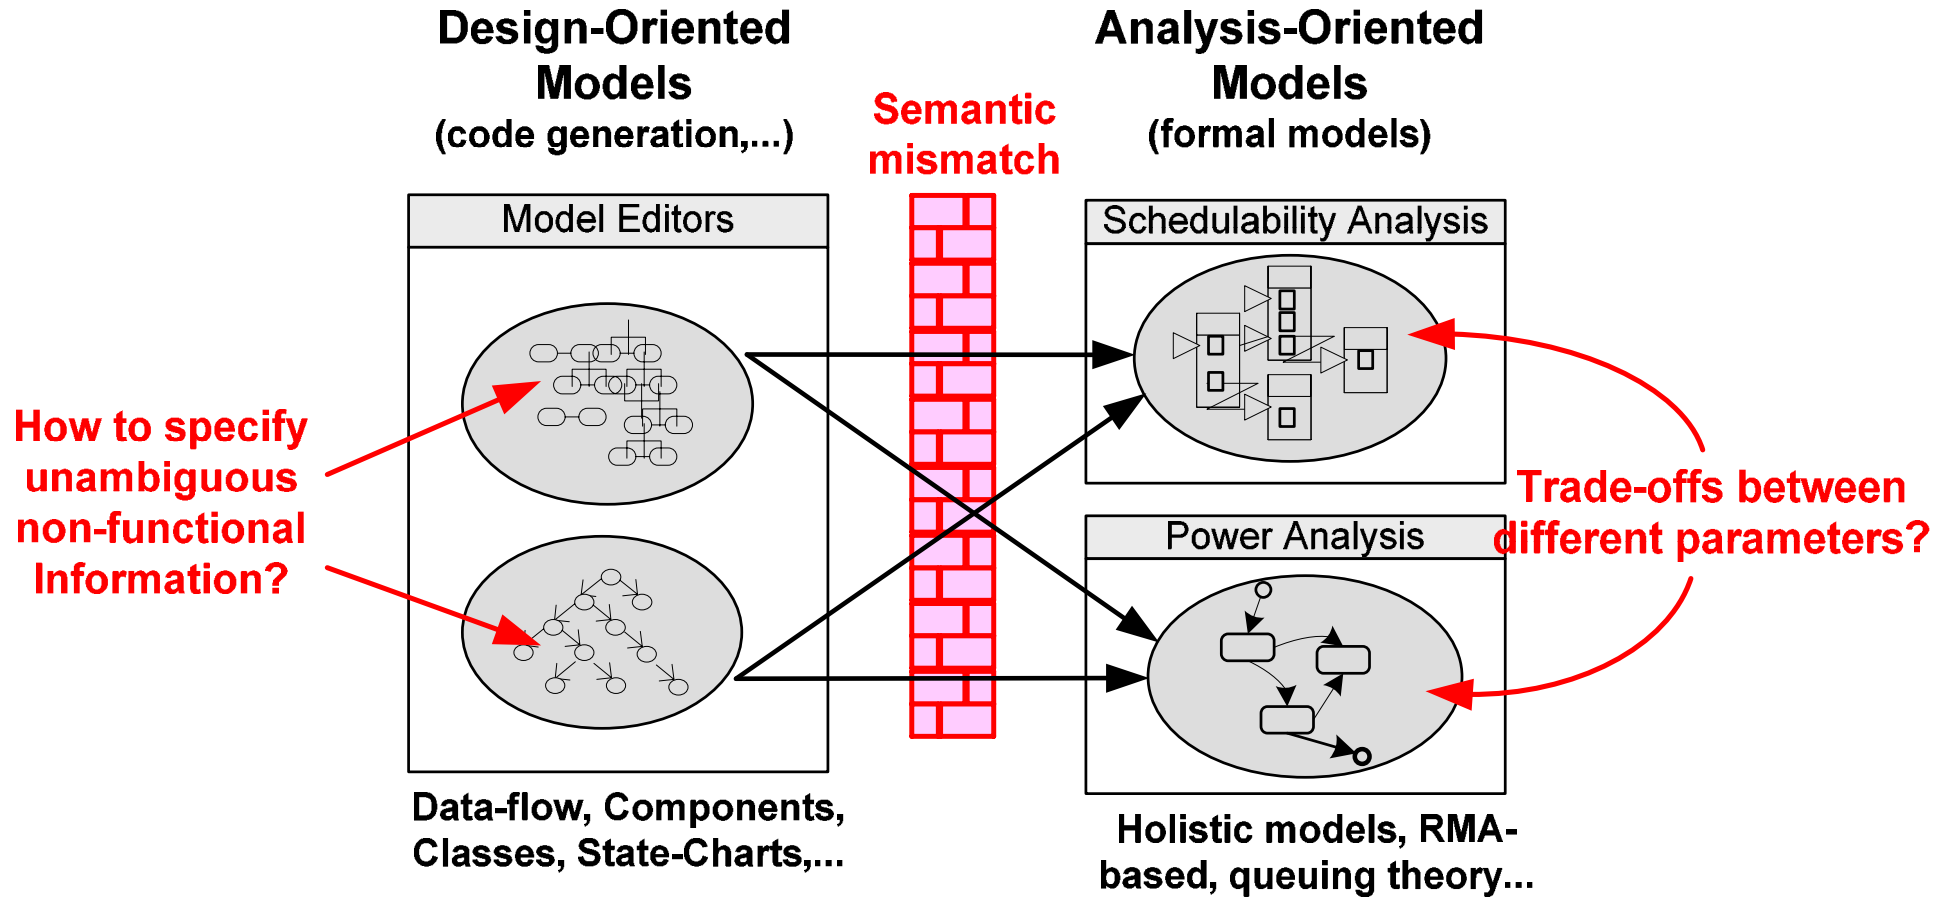 Design-Oriented
Models
(code generation,...)
Semantic
mismatch
Analysis-Oriented
Models
(formal models)
Model Editors
Schedulability Analysis
How to specify
unambiguous
non-functional
Information?
Trade-offs between
different parameters?
Power Analysis
Data-flow, Components,
Classes, State-Charts,...
Holistic models, RMA-
based, queuing theory...